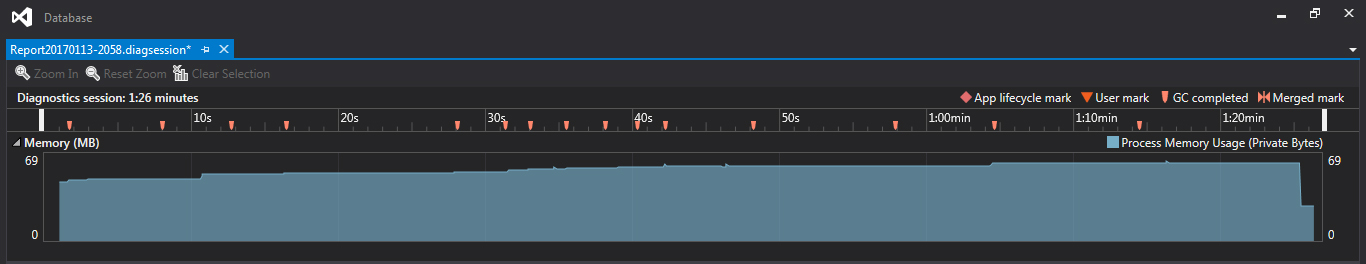 Database
Report20170113-2058.diagsession*
Zoom In Reset Zoom Clear Selection
Diagnostics session: 1:26 minutes App lifecycle mark User mark GC completed Merged mark
10s 20s 30s 40s 50s 1:00min 1:10min 1:20min
Memory (MB) Process Memory Usage (Private Bytes)
69 69
0 0